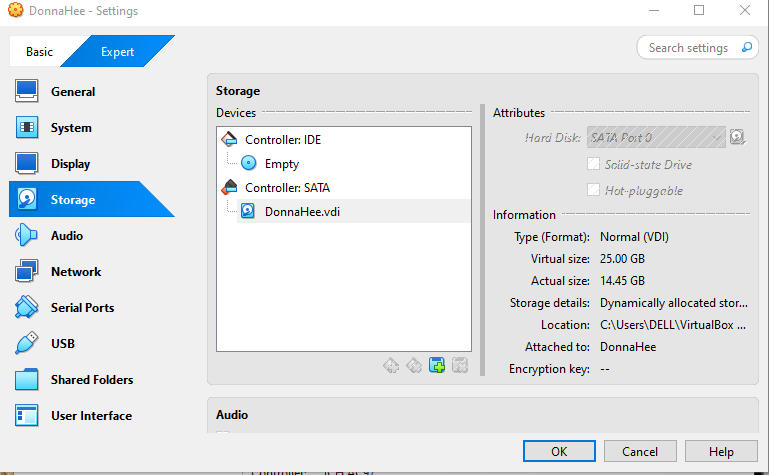 DonnaHee - Settings
Basic
Expert
Search settings
General
System
Display
Storage
Audio
Network
Serial Ports
USB
Shared Folders
User Interface
Storage
Devices
Controller: IDE
Empty
Controller: SATA
DonnaHee.vdi
Attributes
Hard Disk: SATA Port 0
Solid-state Drive
Hot-pluggable
Information
Type (Format): Normal (VDI)
Virtual size: 25.00 GB
Actual size: 14.45 GB
Storage details: Dynamically allocated stor...
Location: C:\Users\DELL\VirtualBox ...
Attached to: DonnaHee
Encryption key: --
Audio
OK
Cancel
Help